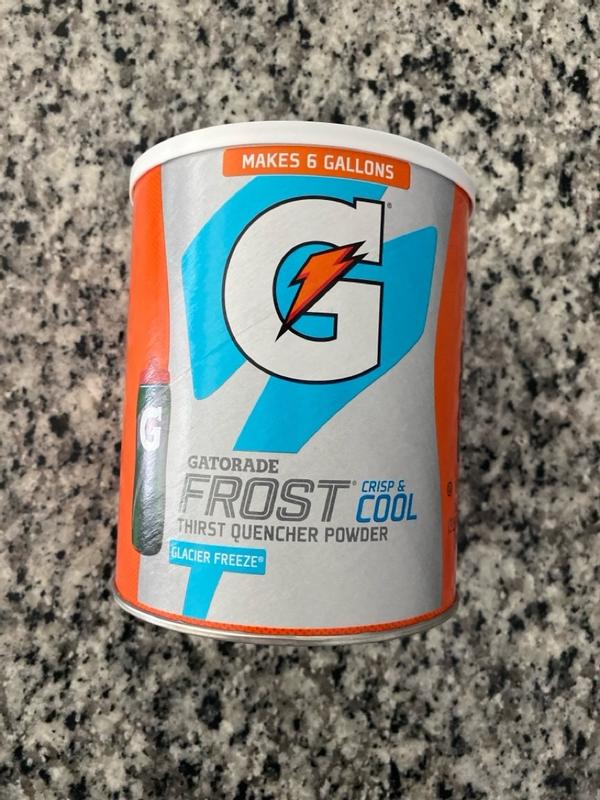 MAKES 6 GALLONS
G®
G
GATORADE
FROST® CRISP & COOL
THIRST QUENCHER POWDER
GLACIER FREEZE®